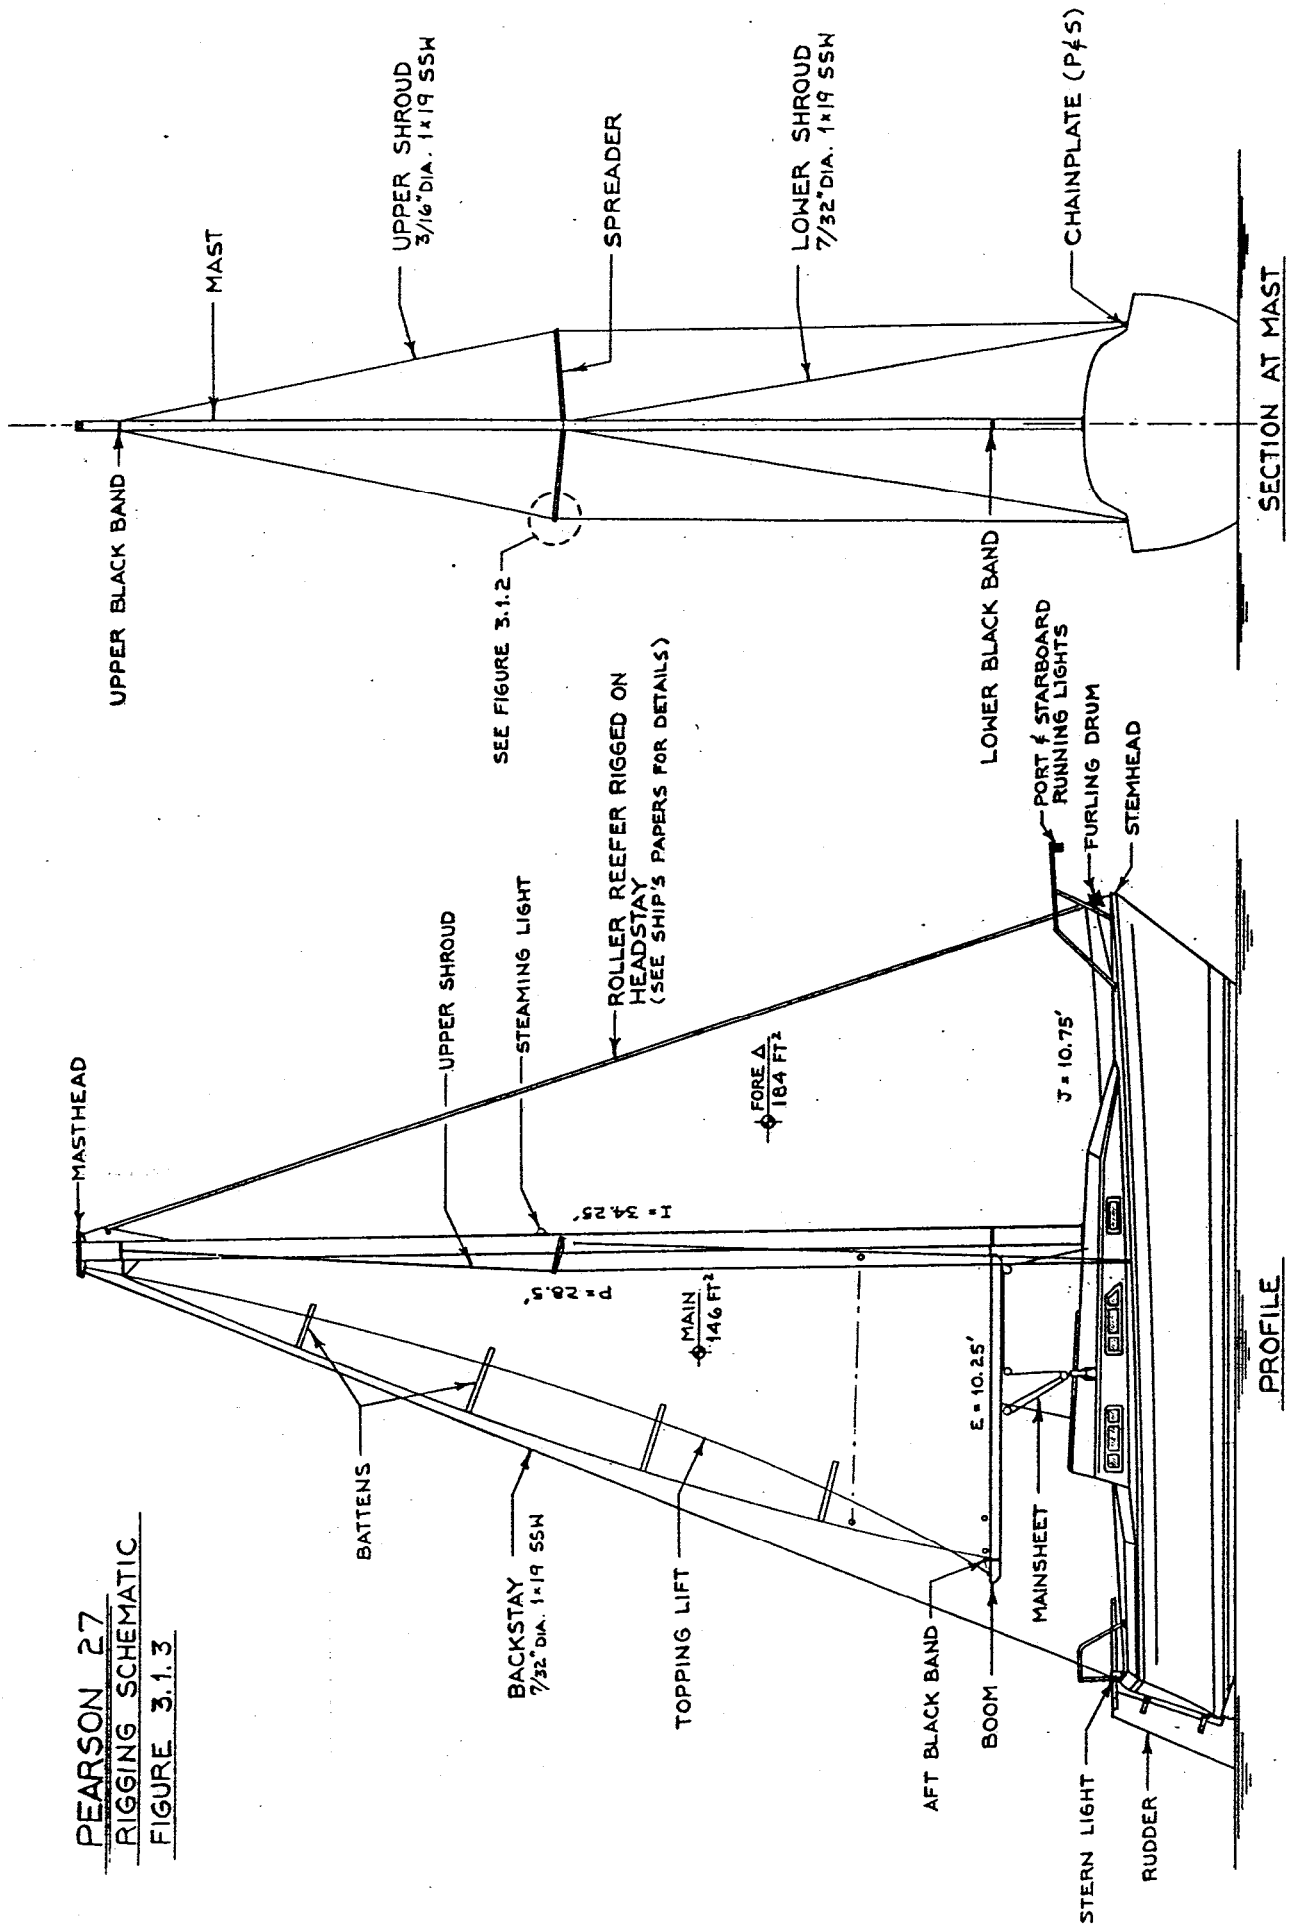 PEARSON 27
RIGGING SCHEMATIC
FIGURE 3.1.3
MASTHEAD
BATTENS
UPPER SHROUD
STEAMING LIGHT
BACKSTAY
7/32" DIA. 1x19 SSW
ROLLER REEFER RIGGED ON
HEADSTAY
(SEE SHIP'S PAPERS FOR DETAILS)
I = 34.25'
P = 28.5'
TOPPING LIFT
MAIN
146 FT²
FORE Δ
184 FT²
AFT BLACK BAND
BOOM
E = 10.25'
MAINSHEET
J = 10.75'
PORT & STARBOARD
RUNNING LIGHTS
FURLING DRUM
STEMHEAD
STERN LIGHT
RUDDER
PROFILE
UPPER BLACK BAND
MAST
UPPER SHROUD
3/16" DIA. 1x19 SSW
SEE FIGURE 3.1.2
SPREADER
LOWER SHROUD
7/32" DIA. 1x19 SSW
LOWER BLACK BAND
CHAINPLATE (P&S)
SECTION AT MAST